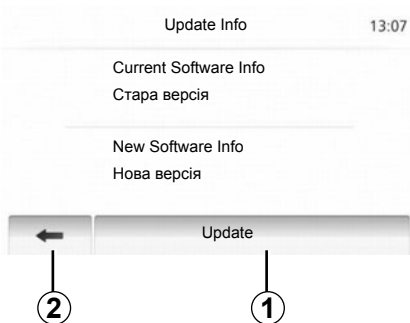 Update Info
13:07
Current Software Info
Стара версія
New Software Info
Нова версія
Update
2
1